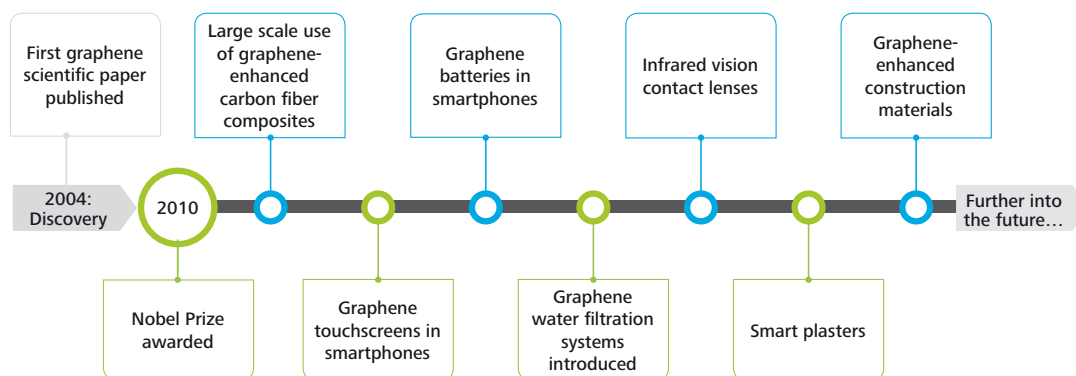 First graphene
scientific paper
published
Large scale use
of graphene-
enhanced
carbon fiber
composites
Graphene
batteries in
smartphones
Infrared vision
contact lenses
Graphene-
enhanced
construction
materials
2004:
Discovery
2010
Further into
the future…
Nobel Prize
awarded
Graphene
touchscreens in
smartphones
Graphene
water filtration
systems
introduced
Smart plasters